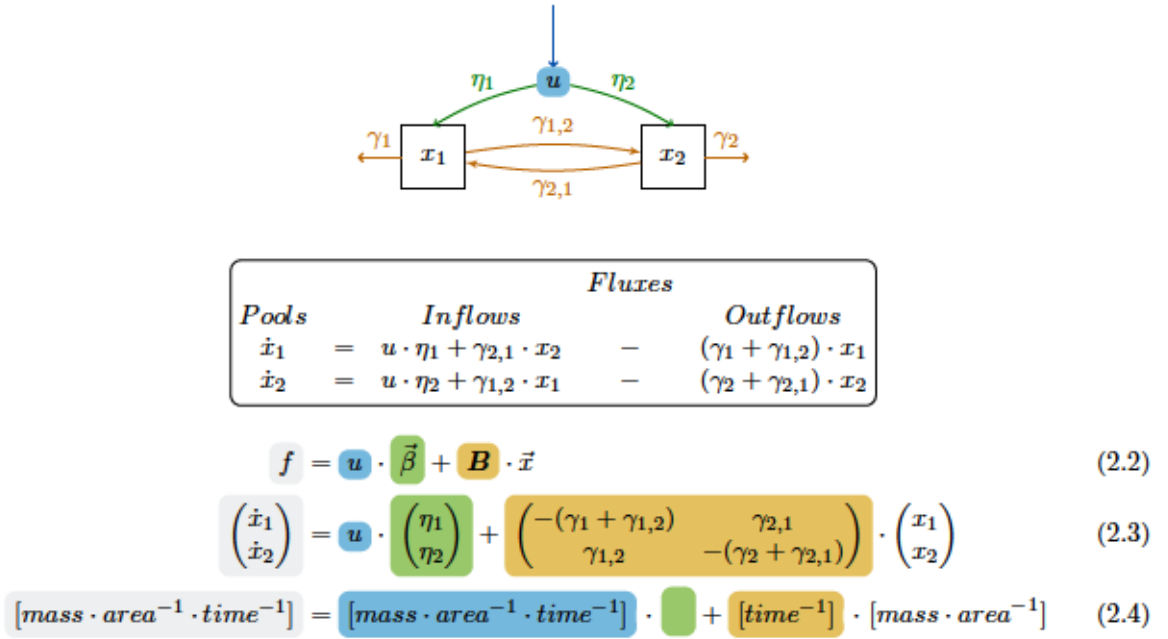 u
η₁ η₂
γ₁ x₁ γ₁,₂ x₂ γ₂
γ₂,₁
Fluxes
Pools Inflows Outflows
ẋ₁ = u · η₁ + γ₂,₁ · x₂ − (γ₁ + γ₁,₂) · x₁
ẋ₂ = u · η₂ + γ₁,₂ · x₁ − (γ₂ + γ₂,₁) · x₂
f = u · β⃗ + B · x⃗ (2.2)
(ẋ₁ ẋ₂) = u · (η₁ η₂) + (−(γ₁ + γ₁,₂) γ₂,₁ γ₁,₂ −(γ₂ + γ₂,₁)) · (x₁ x₂) (2.3)
[mass · area⁻¹ · time⁻¹] = [mass · area⁻¹ · time⁻¹] · + [time⁻¹] · [mass · area⁻¹] (2.4)